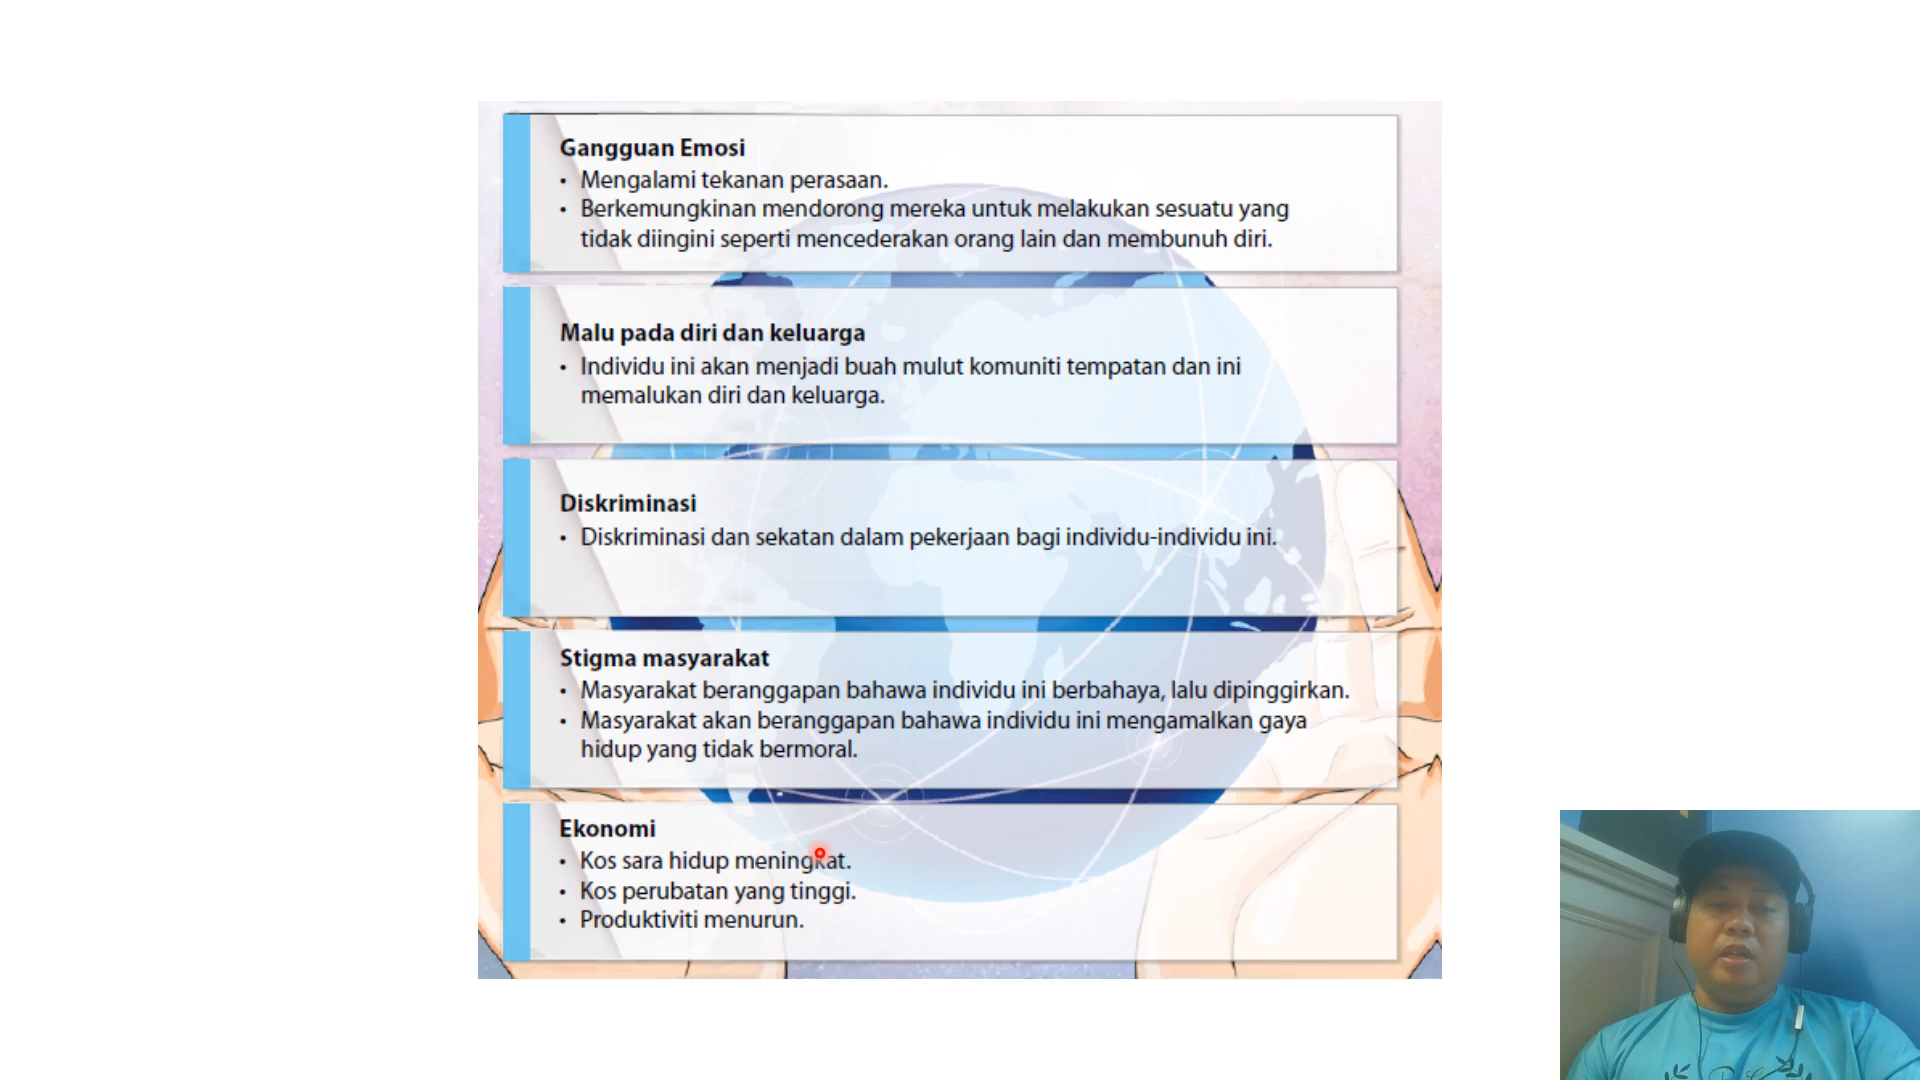 Gangguan Emosi
• Mengalami tekanan perasaan.
• Berkemungkinan mendorong mereka untuk melakukan sesuatu yang
tidak diingini seperti mencederakan orang lain dan membunuh diri.
Malu pada diri dan keluarga
• Individu ini akan menjadi buah mulut komuniti tempatan dan ini
memalukan diri dan keluarga.
Diskriminasi
• Diskriminasi dan sekatan dalam pekerjaan bagi individu-individu ini.
Stigma masyarakat
• Masyarakat beranggapan bahawa individu ini berbahaya, lalu dipinggirkan.
• Masyarakat akan beranggapan bahawa individu ini mengamalkan gaya
hidup yang tidak bermoral.
Ekonomi
• Kos sara hidup meningkat.
• Kos perubatan yang tinggi.
• Produktiviti menurun.